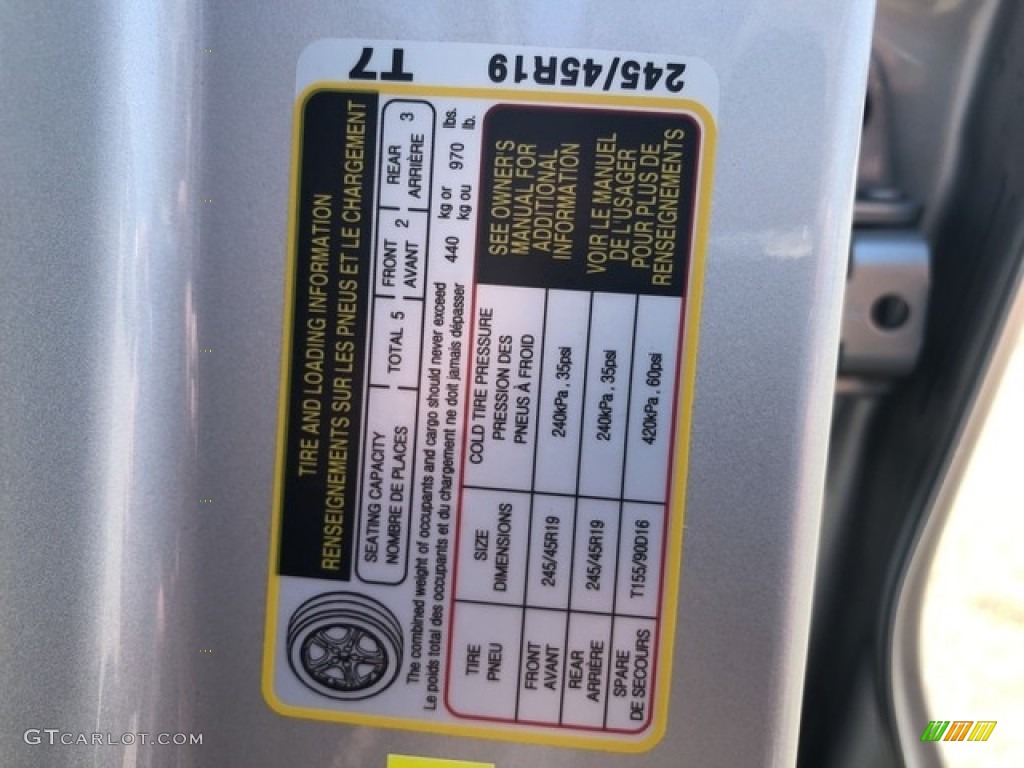 T7 245/45R19
TIRE AND LOADING INFORMATION
RENSEIGNEMENTS SUR LES PNEUS ET LE CHARGEMENT
SEATING CAPACITY
NOMBRE DE PLACES
TOTAL 5
FRONT
AVANT 2
REAR
ARRIÈRE 3
The combined weight of occupants and cargo should never exceed
Le poids total des occupants et du chargement ne doit jamais dépasser
440 kg or
kg ou 970 lbs.
lb.
TIRE
PNEU
SIZE
DIMENSIONS
COLD TIRE PRESSURE
PRESSION DES
PNEUS À FROID
FRONT
AVANT
245/45R19
240kPa , 35psi
REAR
ARRIÈRE
245/45R19
240kPa , 35psi
SPARE
DE SECOURS
T155/90D16
420kPa , 60psi
SEE OWNER'S
MANUAL FOR
ADDITIONAL
INFORMATION
VOIR LE MANUEL
DE L'USAGER
POUR PLUS DE
RENSEIGNEMENTS
GTCARLOT.COM